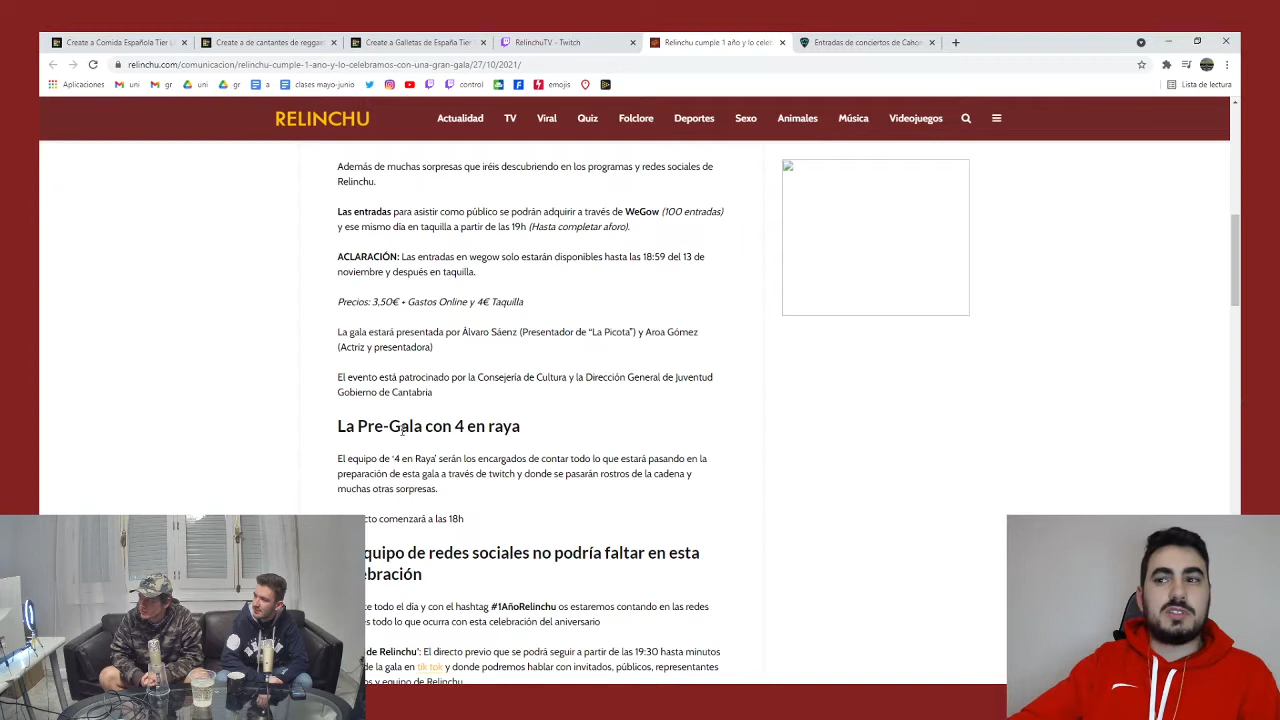 Create a Comida Española Tier L
Create a de cantantes de reggae
Create a Galletas de España Tier
RelinchuTV - Twitch
Relinchu cumple 1 año y lo celeb
Entradas de conciertos de Cahor
relinchu.com/comunicacion/relinchu-cumple-1-ano-y-lo-celebramos-con-una-gran-gala/27/10/2021/
Aplicaciones uni gr uni gr a clases mayo-junio control emojis Lista de lectura
RELINCHU
Actualidad TV Viral Quiz Folclore Deportes Sexo Animales Música Videojuegos
Además de muchas sorpresas que iréis descubriendo en los programas y redes sociales de
Relinchu.
Las entradas para asistir como público se podrán adquirir a través de WeGow (100 entradas)
y ese mismo día en taquilla a partir de las 19h (Hasta completar aforo).
ACLARACIÓN: Las entradas en wegow solo estarán disponibles hasta las 18:59 del 13 de
noviembre y después en taquilla.
Precios: 3,50€ + Gastos Online y 4€ Taquilla
La gala estará presentada por Álvaro Sáenz (Presentador de “La Picota”) y Aroa Gómez
(Actriz y presentadora)
El evento está patrocinado por la Consejería de Cultura y la Dirección General de Juventud
Gobierno de Cantabria
La Pre-Gala con 4 en raya
El equipo de ‘4 en Raya’ serán los encargados de contar todo lo que estará pasando en la
preparación de esta gala a través de twitch y donde se pasarán rostros de la cadena y
muchas otras sorpresas.
cto comenzará a las 18h
quipo de redes sociales no podría faltar en esta
ebración
te todo el día y con el hashtag #1AñoRelinchu os estaremos contando en las redes
s todo lo que ocurra con esta celebración del aniversario
de Relinchu’: El directo previo que se podrá seguir a partir de las 19:30 hasta minutos
de la gala en tik tok y donde podremos hablar con invitados, públicos, representantes
s y equipo de Relinchu